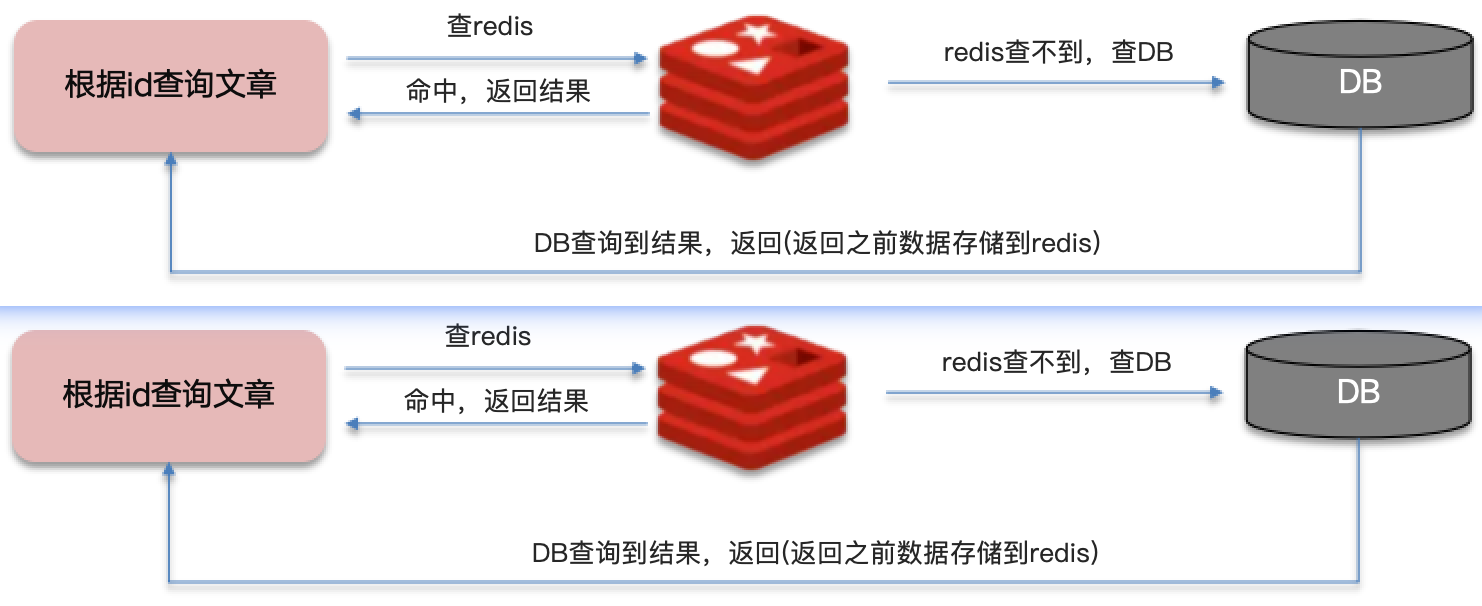 查redis
根据id查询文章
命中，返回结果
redis查不到，查DB
DB
DB查询到结果，返回(返回之前数据存储到redis)
查redis
根据id查询文章
命中，返回结果
redis查不到，查DB
DB
DB查询到结果，返回(返回之前数据存储到redis)